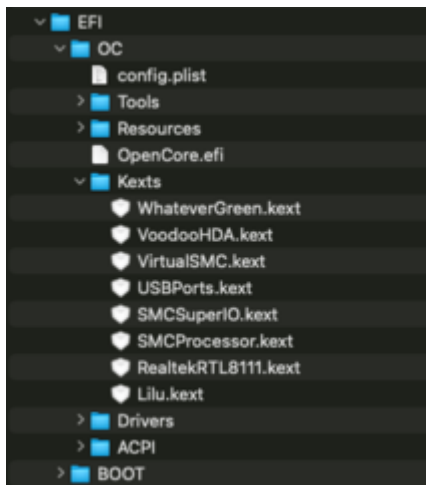 EFI
OC
config.plist
Tools
Resources
OpenCore.efi
Kexts
WhateverGreen.kext
VoodooHDA.kext
VirtualSMC.kext
USBPorts.kext
SMCSuperIO.kext
SMCProcessor.kext
RealtekRTL8111.kext
Lilu.kext
Drivers
ACPI
BOOT